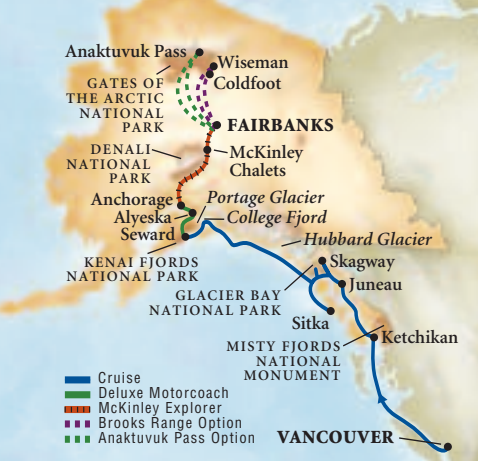 Anaktuvuk Pass
Wiseman
Coldfoot
GATES OF
THE ARCTIC
NATIONAL
PARK
FAIRBANKS
DENALI
NATIONAL
PARK
McKinley
Chalets
Anchorage
Portage Glacier
Alyeska
College Fjord
Seward
Hubbard Glacier
KENAI FJORDS
NATIONAL PARK
Skagway
Juneau
GLACIER BAY
NATIONAL PARK
Sitka
Ketchikan
MISTY FJORDS
NATIONAL
MONUMENT
Cruise
Deluxe Motorcoach
McKinley Explorer
Brooks Range Option
Anaktuvuk Pass Option
VANCOUVER